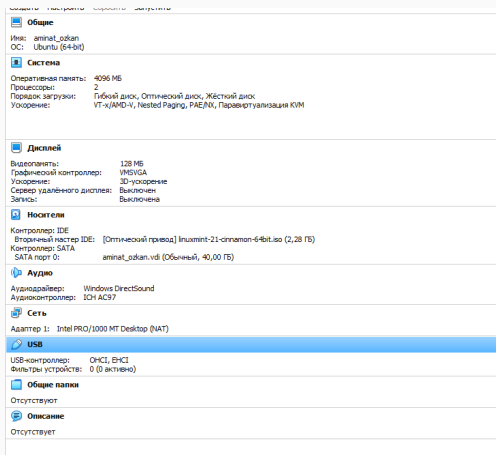 Создать Настроить Сбросить Запустить
Общие
Имя: aminat_ozkan
ОС: Ubuntu (64-bit)
Система
Оперативная память: 4096 МБ
Процессоры: 2
Порядок загрузки: Гибкий диск, Оптический диск, Жёсткий диск
Ускорение: VT-x/AMD-V, Nested Paging, PAE/NX, Паравиртуализация KVM
Дисплей
Видеопамять: 128 МБ
Графический контроллер: VMSVGA
Ускорение: 3D-ускорение
Сервер удалённого дисплея: Выключен
Запись: Выключена
Носители
Контроллер: IDE
Вторичный мастер IDE: [Оптический привод] linuxmint-21-cinnamon-64bit.iso (2,28 ГБ)
Контроллер: SATA
SATA порт 0: aminat_ozkan.vdi (Обычный, 40,00 ГБ)
Аудио
Аудиодрайвер: Windows DirectSound
Аудиоконтроллер: ICH AC97
Сеть
Адаптер 1: Intel PRO/1000 MT Desktop (NAT)
USB
USB-контроллер: OHCI, EHCI
Фильтры устройств: 0 (0 активно)
Общие папки
Отсутствуют
Описание
Отсутствует